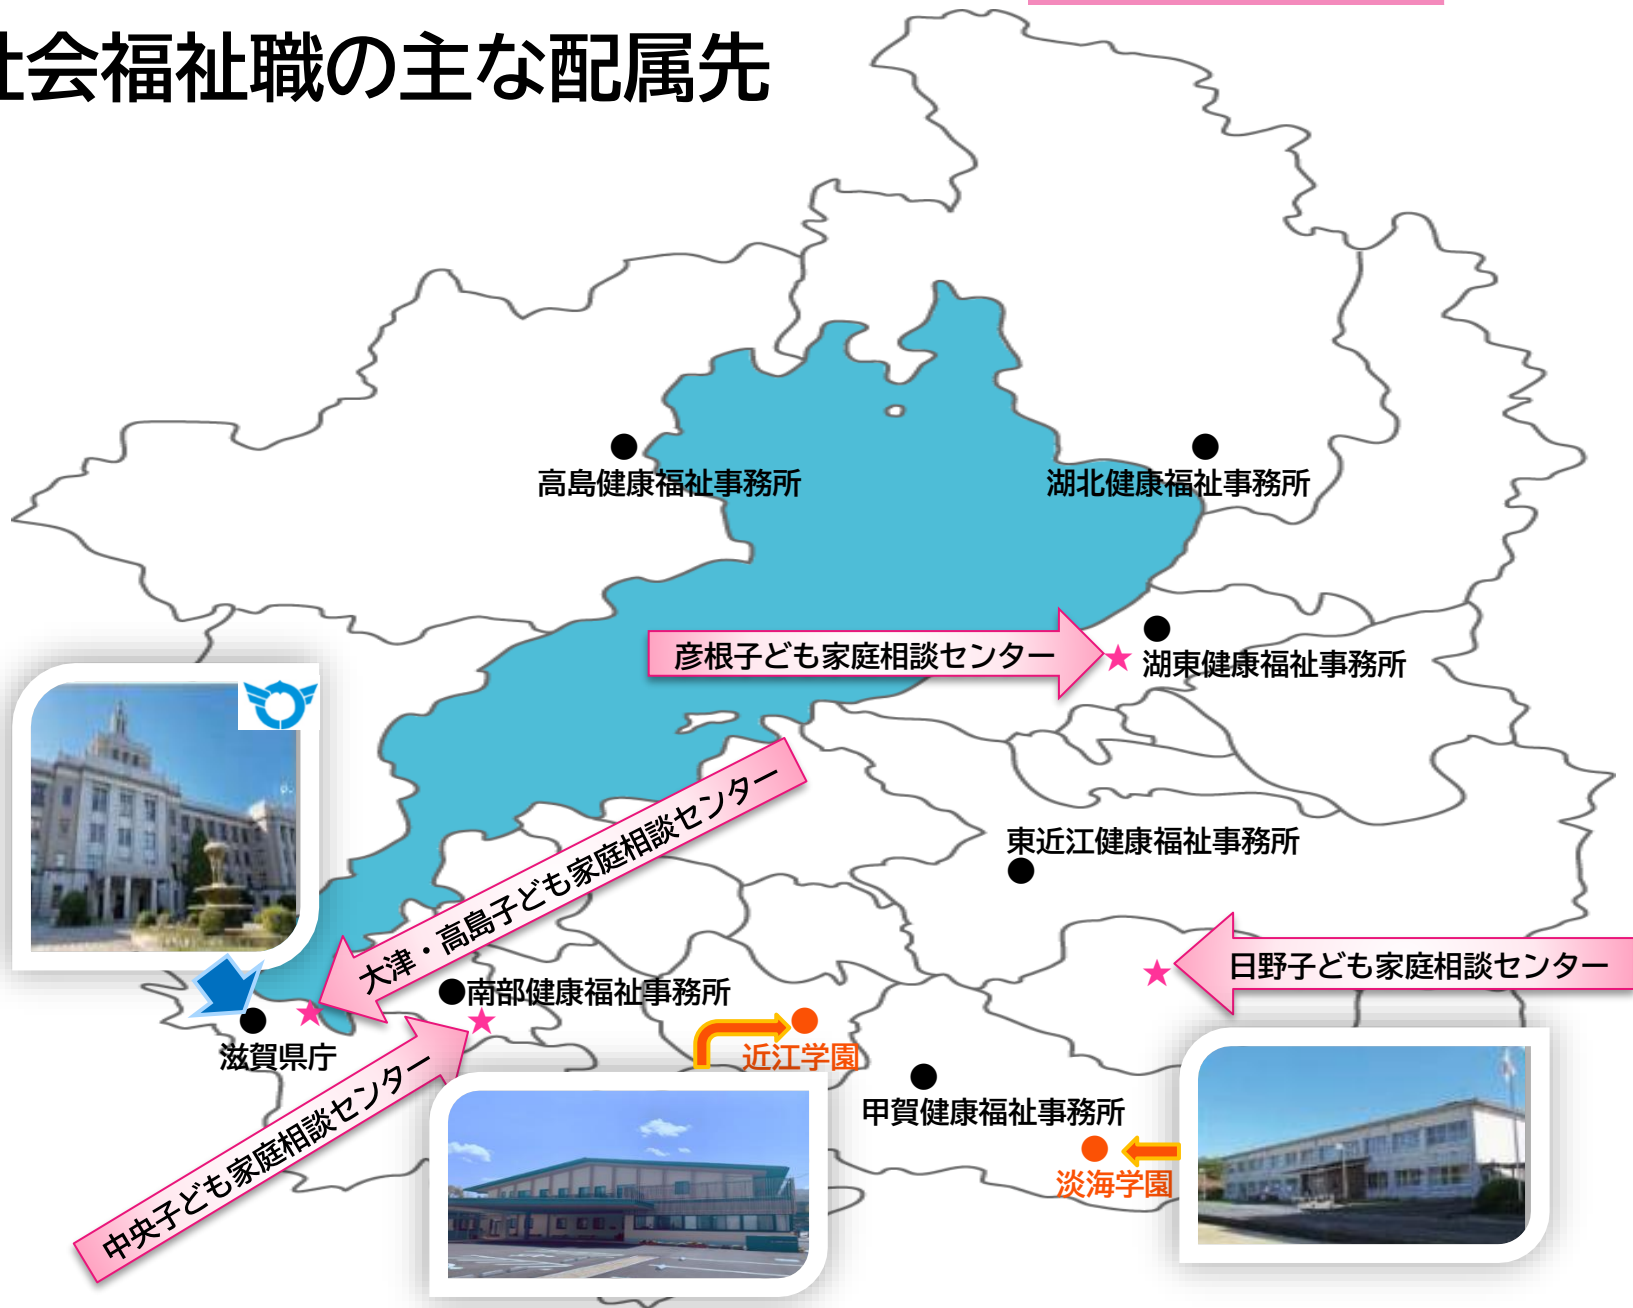 社会福祉職の主な配属先
高島健康福祉事務所
湖北健康福祉事務所
彦根子ども家庭相談センター
湖東健康福祉事務所
大津・高島子ども家庭相談センター
東近江健康福祉事務所
日野子ども家庭相談センター
南部健康福祉事務所
滋賀県庁
近江学園
中央子ども家庭相談センター
甲賀健康福祉事務所
淡海学園